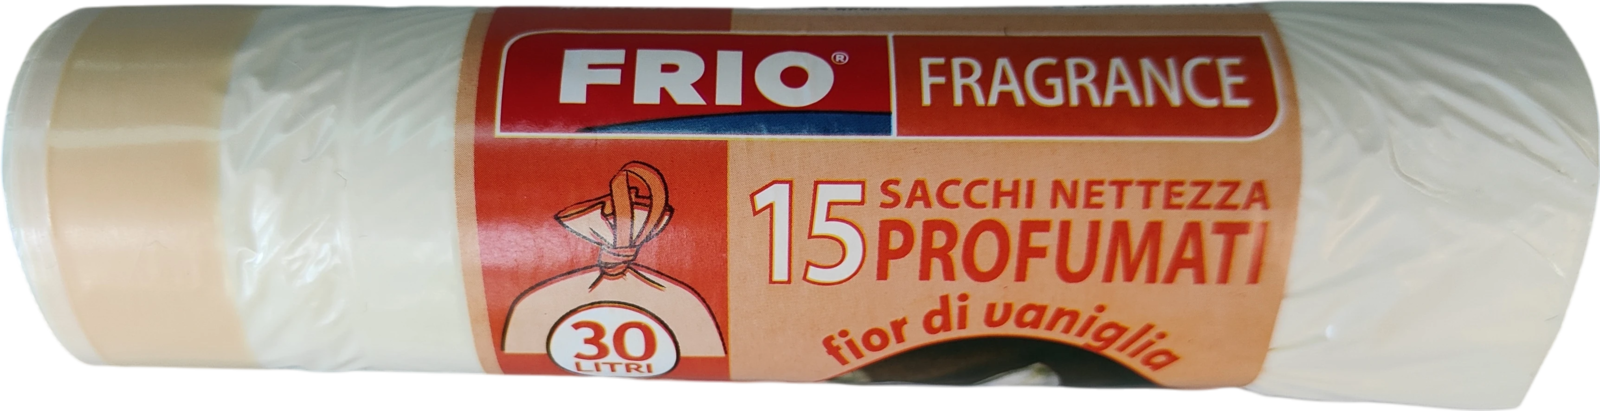 FRIO®
FRAGRANCE
15
SACCHI NETTEZZA
PROFUMATI
fior di vaniglia
30
LITRI